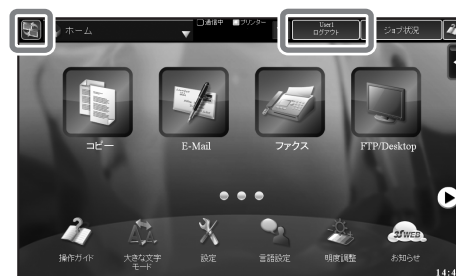 ホーム
通信中
プリンター
User1
ログアウト
ジョブ状況
コピー
E-Mail
ファクス
FTP/Desktop
操作ガイド
大きな文字
モード
設定
言語設定
明度調整
お知らせ
WEB
14:4